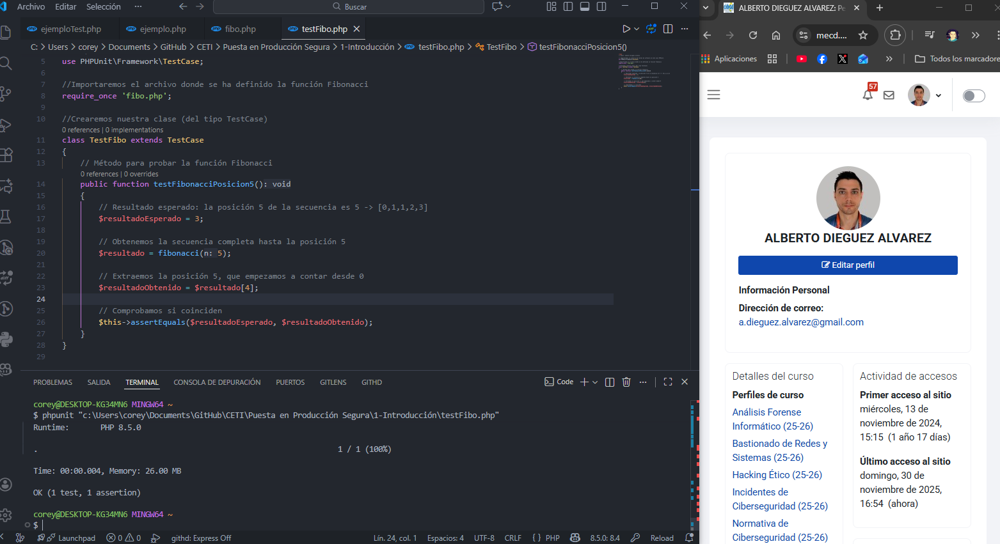 Archivo Editar Selección ··· Buscar
ejemploTest.php ejemplo.php fibo.php testFibo.php
C: > Users > corey > Documents > GitHub > CETI > Puesta en Producción Segura > 1-Introducción > testFibo.php > TestFibo > testFibonacciPosicion5()
5 use PHPUnit\Framework\TestCase;
6
7 //Importaremos el archivo donde se ha definido la función Fibonacci
8 require_once 'fibo.php';
9
10 //Crearemos nuestra clase (del tipo TestCase)
0 references | 0 implementations
11 class TestFibo extends TestCase
12 {
13 // Método para probar la función Fibonacci
0 references | 0 overrides
14 public function testFibonacciPosicion5(): void
15 {
16 // Resultado esperado: la posición 5 de la secuencia es 5 -> [0,1,1,2,3]
17 $resultadoEsperado = 3;
18
19 // Obtenemos la secuencia completa hasta la posición 5
20 $resultado = fibonacci(n: 5);
21
22 // Extraemos la posición 5, que empezamos a contar desde 0
23 $resultadoObtenido = $resultado[4];
24
25 // Comprobamos si coinciden
26 $this->assertEquals($resultadoEsperado, $resultadoObtenido);
27 }
28 }
29
PROBLEMAS SALIDA TERMINAL CONSOLA DE DEPURACIÓN PUERTOS GITLENS GITHD Code
corey@DESKTOP-KG34MN6 MINGW64 ~
$ phpunit "c:\Users\corey\Documents\GitHub\CETI\Puesta en Producción Segura\1-Introducción\testFibo.php"
Runtime: PHP 8.5.0
. 1 / 1 (100%)
Time: 00:00.004, Memory: 26.00 MB
OK (1 test, 1 assertion)
corey@DESKTOP-KG34MN6 MINGW64 ~
$
Launchpad 0 0 githd: Express Off Lín. 24, col. 1 Espacios: 4 UTF-8 CRLF { } PHP 8.5.0: 8.4 Reload
ALBERTO DIEGUEZ ALVAREZ: Pe
mecd....
Aplicaciones Todos los marcadore
57
ALBERTO DIEGUEZ ALVAREZ
Editar perfil
Información Personal
Dirección de correo:
a.dieguez.alvarez@gmail.com
Detalles del curso
Perfiles de curso
Análisis Forense
Informático (25-26)
Bastionado de Redes y
Sistemas (25-26)
Hacking Ético (25-26)
Incidentes de
Ciberseguridad (25-26)
Normativa de
Ciberseguridad (25-26)
Actividad de accesos
Primer acceso al sitio
miércoles, 13 de
noviembre de 2024,
15:15 (1 año 17 días)
Último acceso al sitio
domingo, 30 de
noviembre de 2025,
16:54 (ahora)